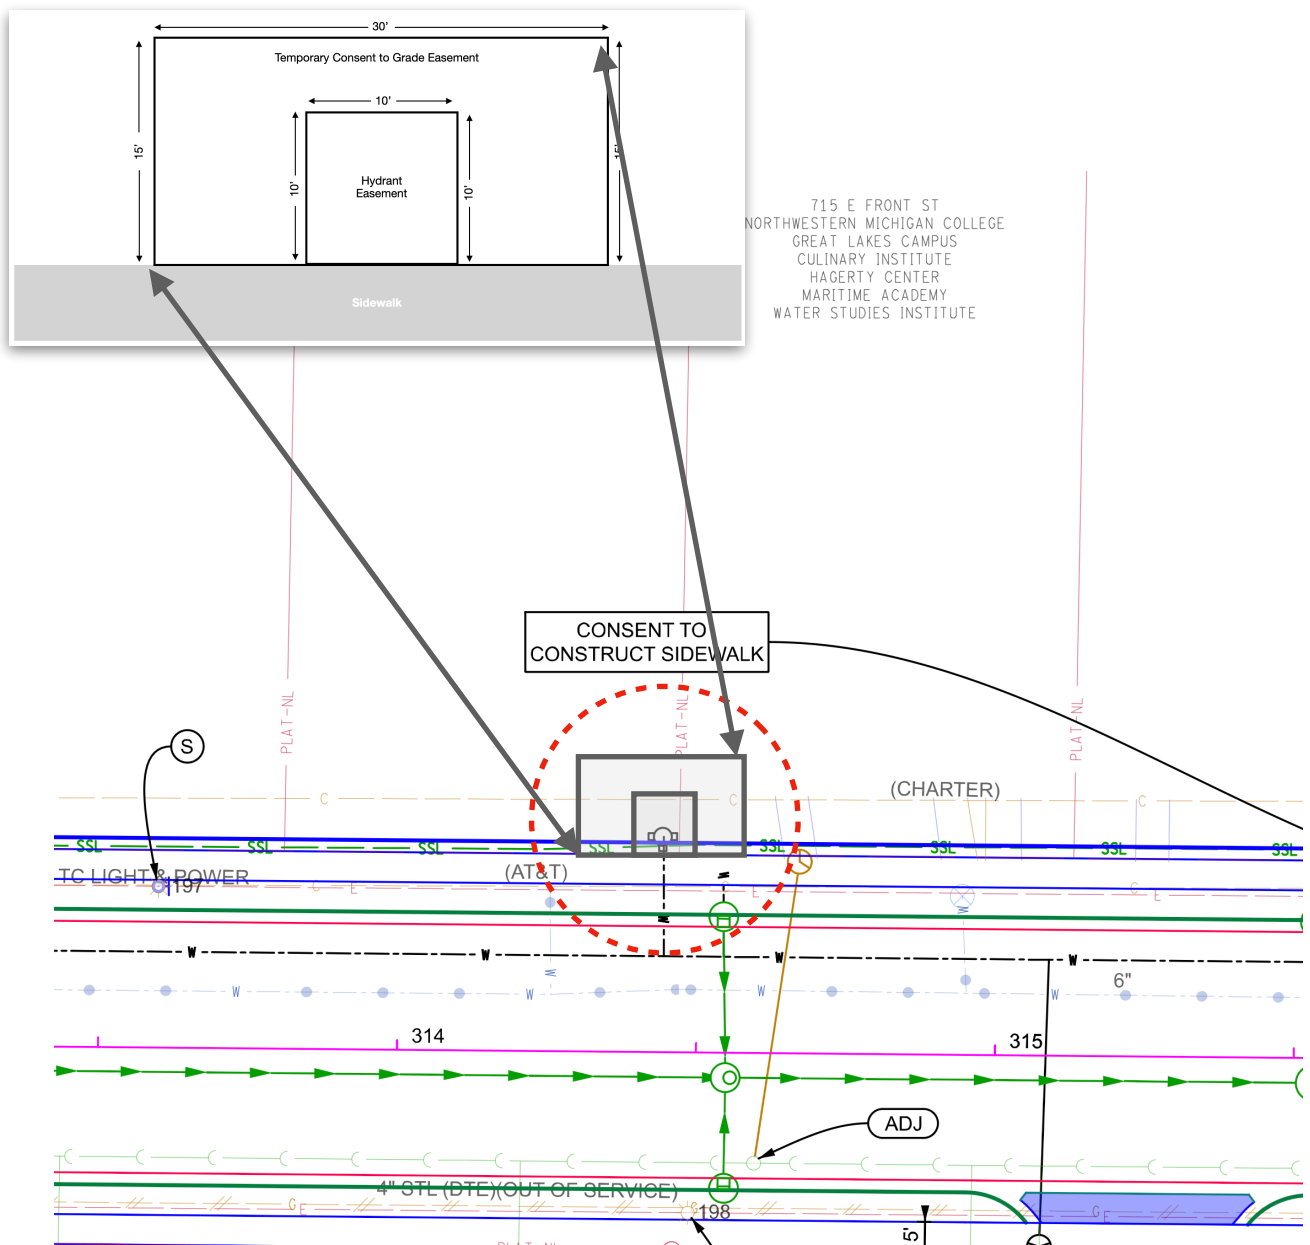 30'
Temporary Consent to Grade Easement
10'
15'
15'
10'
10'
Hydrant
Easement
Sidewalk
715 E FRONT ST
NORTHWESTERN MICHIGAN COLLEGE
GREAT LAKES CAMPUS
CULINARY INSTITUTE
HAGERTY CENTER
MARITIME ACADEMY
WATER STUDIES INSTITUTE
CONSENT TO
CONSTRUCT SIDEWALK
PLAT-NL
PLAT-NL
PLAT-NL
S
(CHARTER)
C
C
C
SSL
SSL
SSL
SSL
SSL
SSL
SSL
SSL
TC LIGHT & POWER
197
C
E
(AT&T)
E
C
E
W
W
W
W
W
W
W
W
W
6"
W
W
W
W
314
315
ADJ
4" STL (DTE)(OUT OF SERVICE)
G
E
G
198
G
E
5'
PLAT-NL